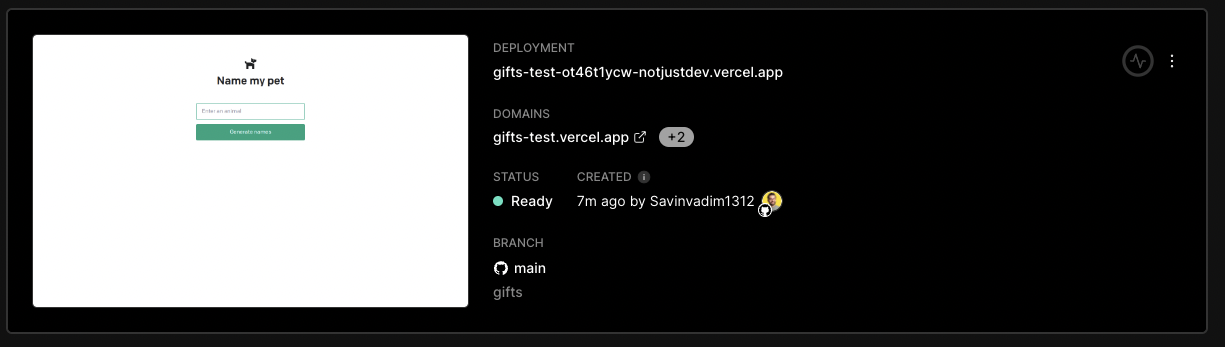 Name my pet
Enter an animal
Generate names
DEPLOYMENT
gifts-test-ot46t1ycw-notjustdev.vercel.app
DOMAINS
gifts-test.vercel.app +2
STATUS CREATED
Ready 7m ago by Savinvadim1312
BRANCH
main
gifts